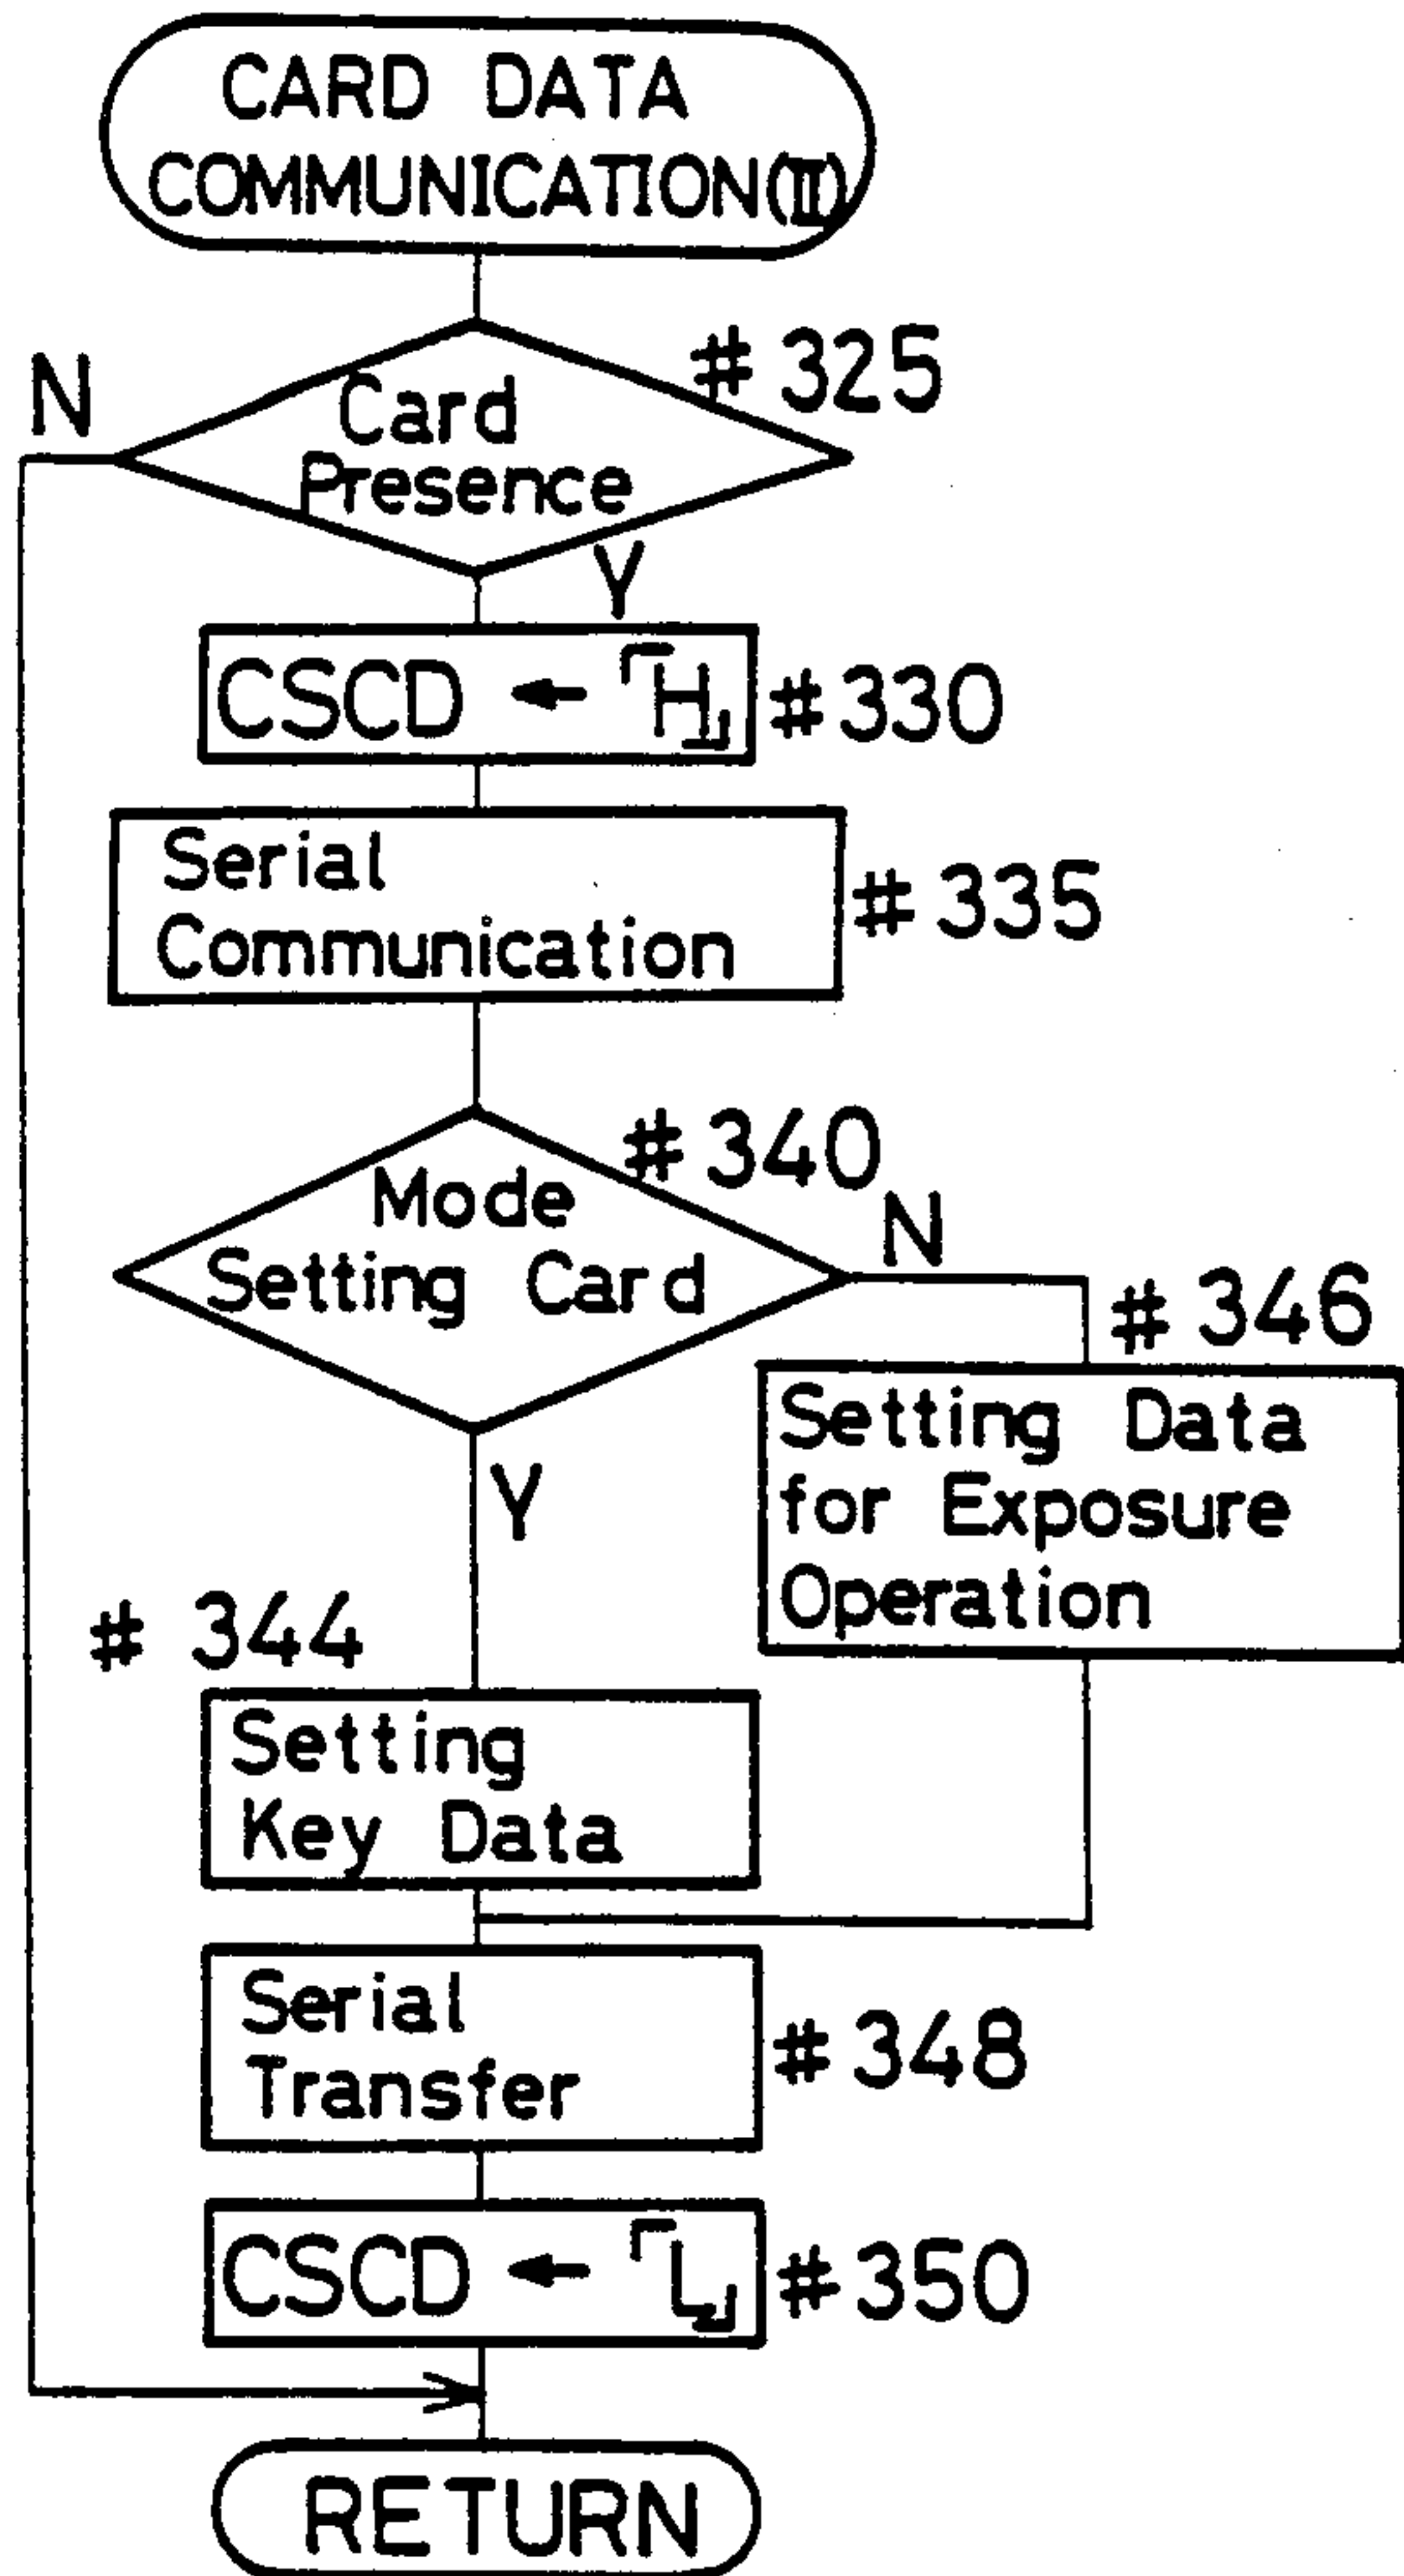 CARD DATA
COMMUNICATION(II)
N
#325
Card
Presence
Y
CSCD ← 「H」
#330
Serial
Communication
#335
#340
Mode
Setting Card
N
#346
Setting Data
for Exposure
Operation
Y
#344
Setting
Key Data
Serial
Transfer
#348
CSCD ← 「L」
#350
RETURN